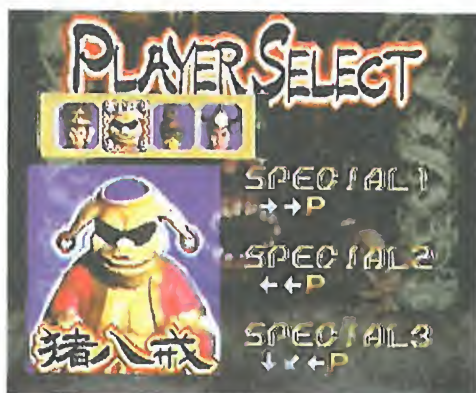 PLAYER SELECT
SPECIAL1
→→P
SPECIAL2
←←P
SPECIAL3
↓↙←P
猪八戒